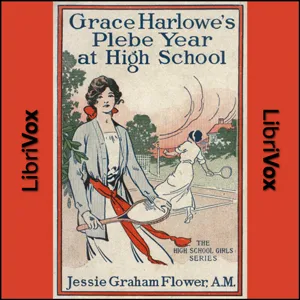 Grace Harlowe's
Plebe Year
at High School
LibriVox
LibriVox
THE
HIGH SCHOOL GIRLS
SERIES
Jessie Graham Flower, A.M.